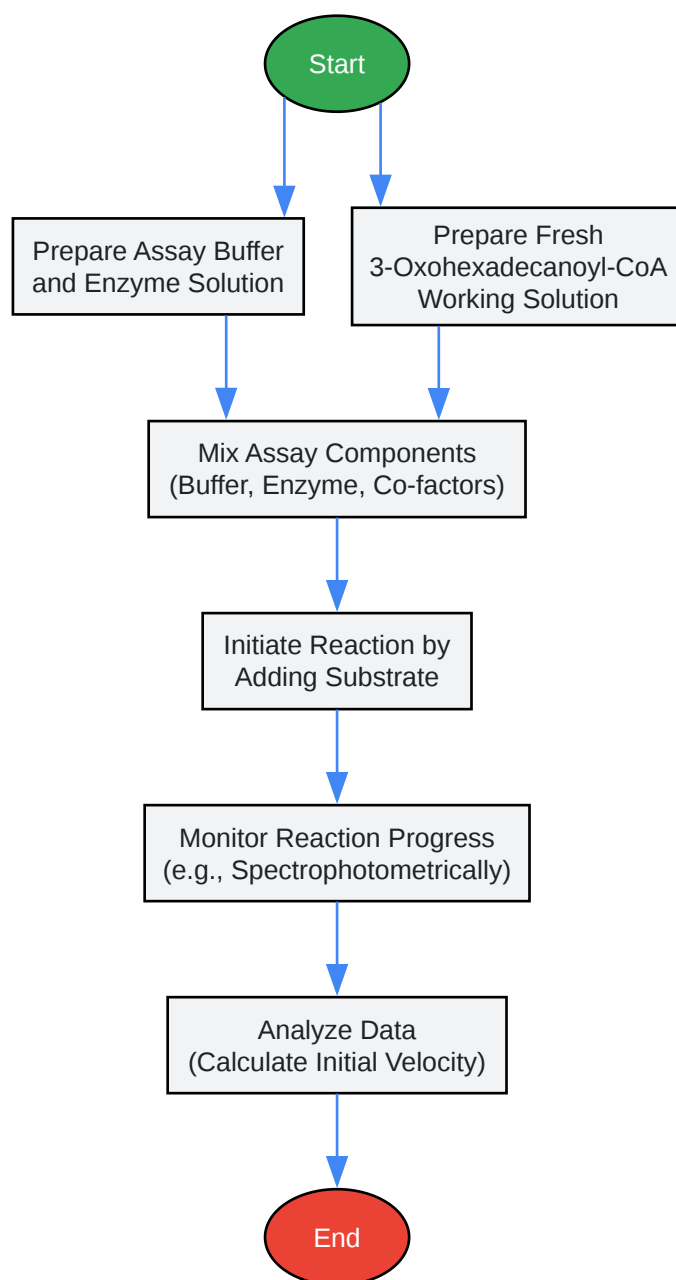 Start
Prepare Assay Buffer
and Enzyme Solution
Prepare Fresh
3-Oxohexadecanoyl-CoA
Working Solution
Mix Assay Components
(Buffer, Enzyme, Co-factors)
Initiate Reaction by
Adding Substrate
Monitor Reaction Progress
(e.g., Spectrophotometrically)
Analyze Data
(Calculate Initial Velocity)
End